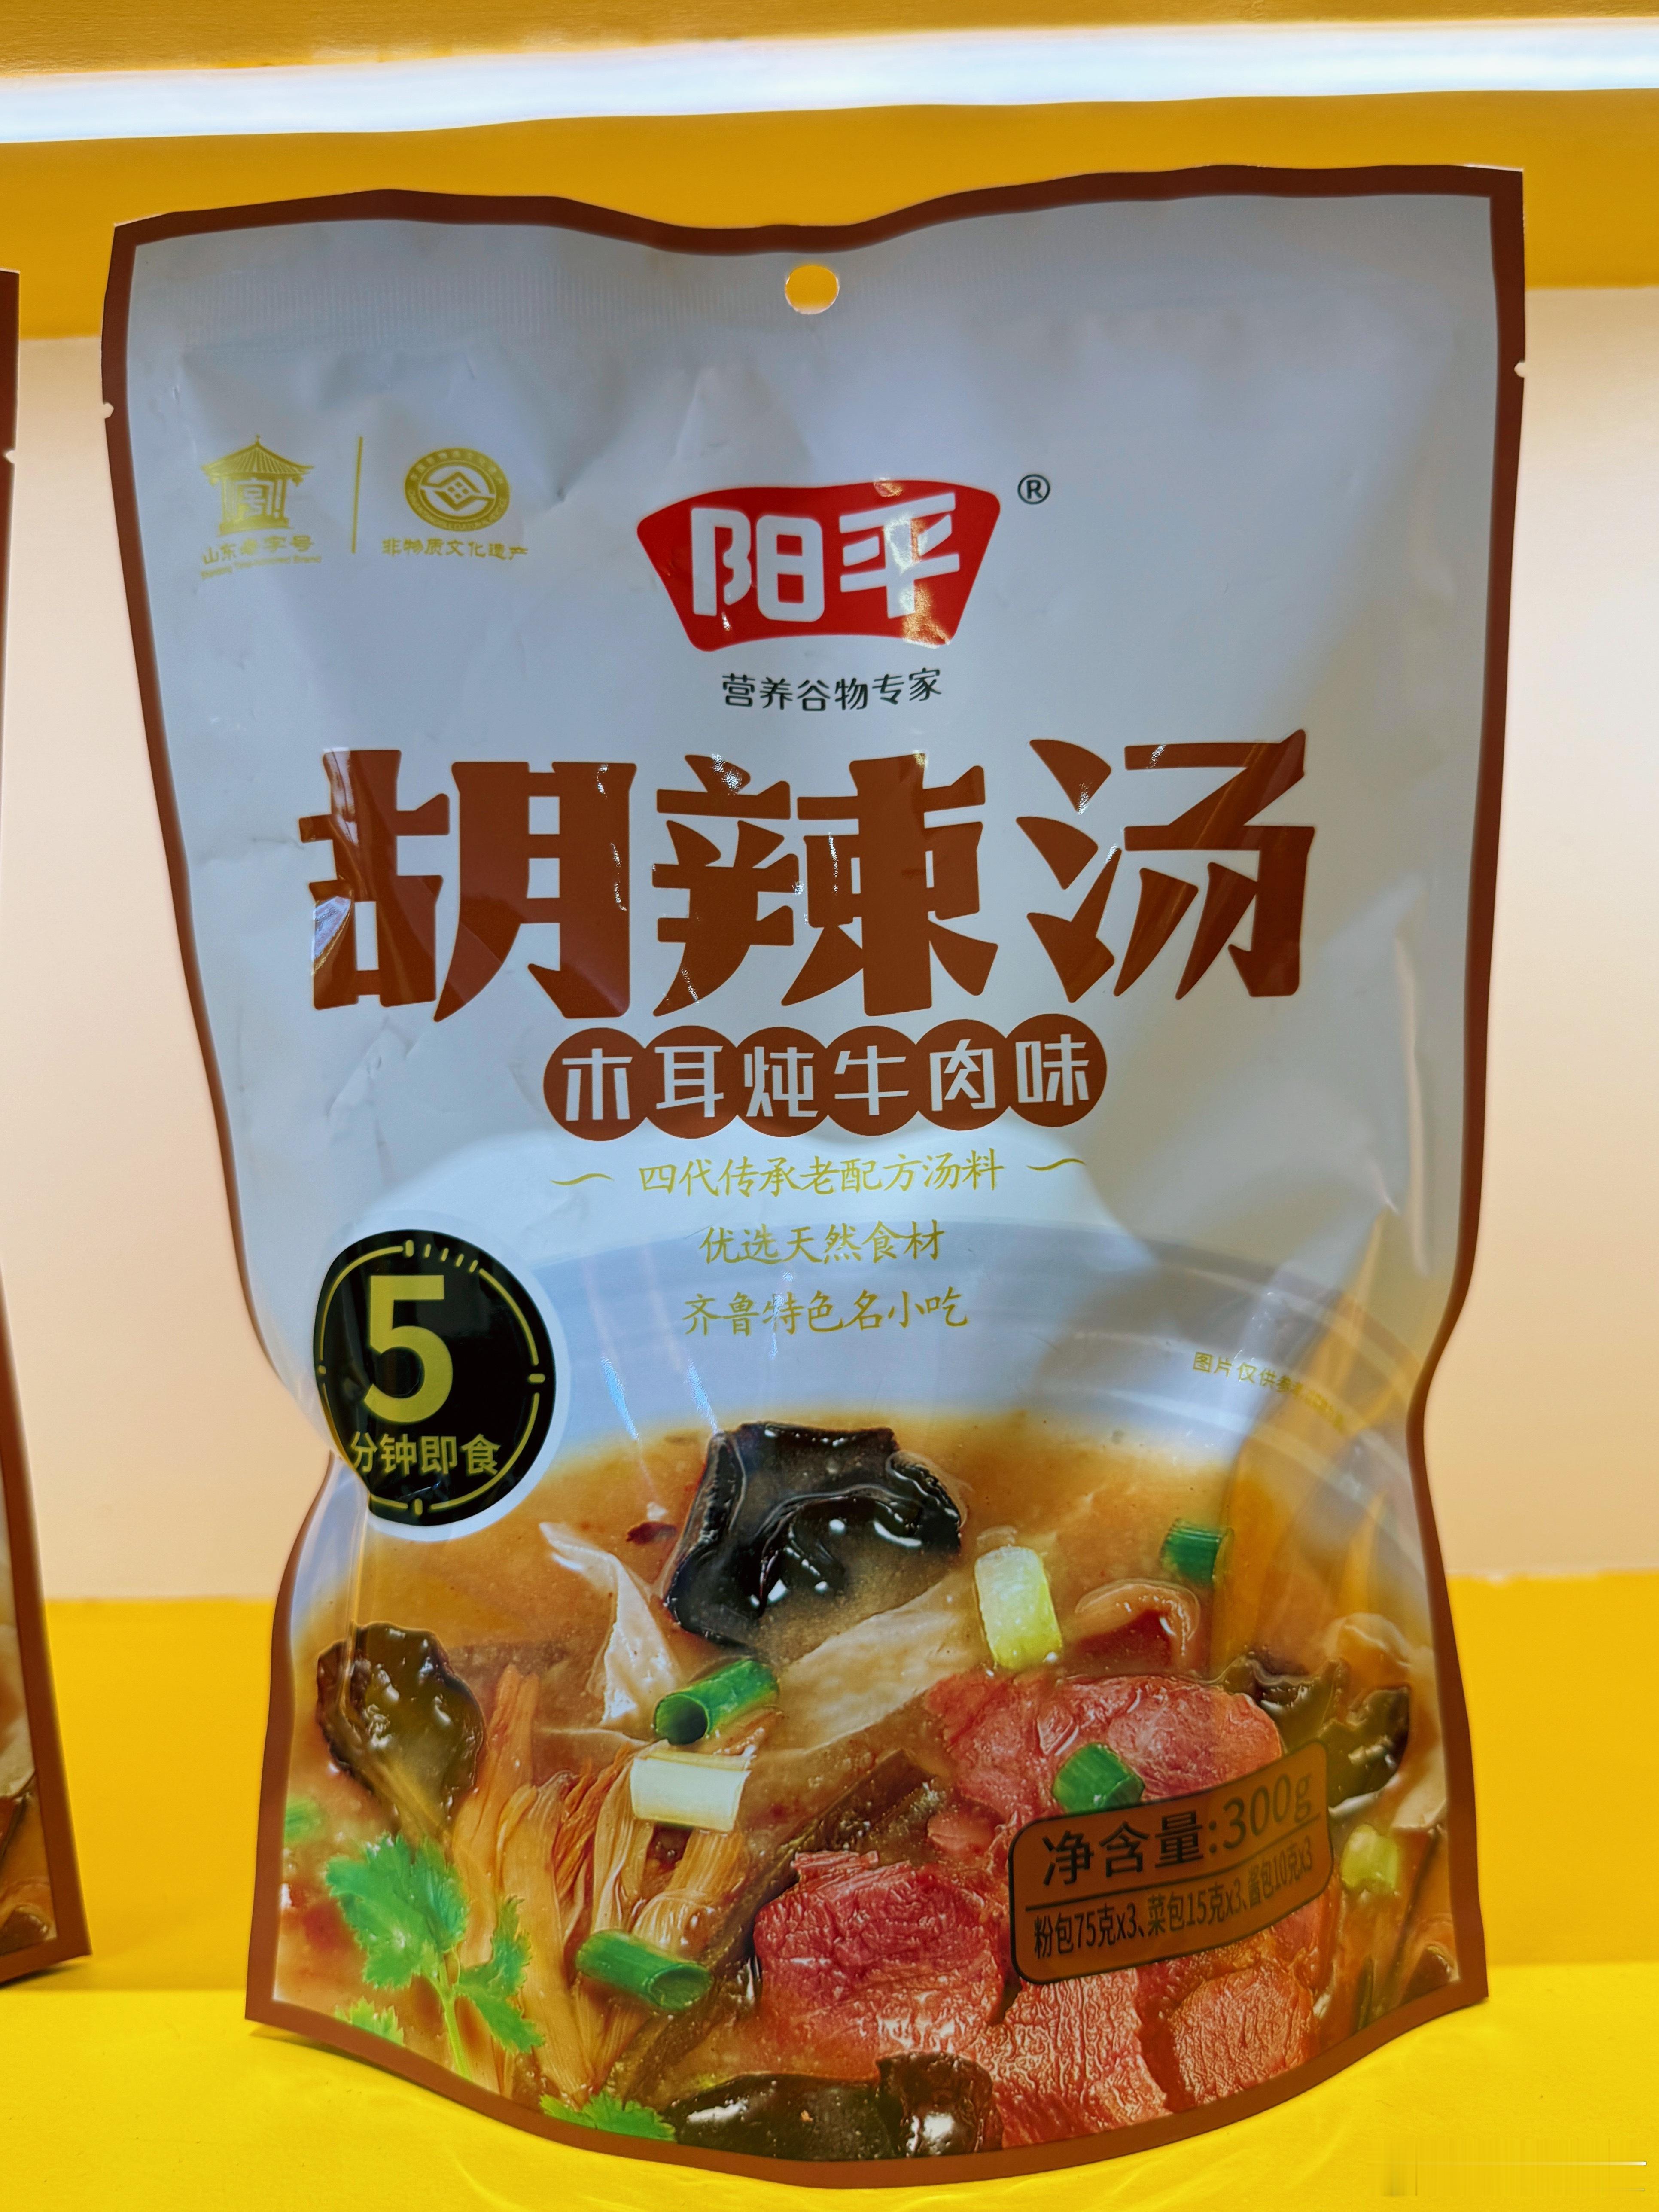 山东老字号
Shandong Time-honored Brand
非物质文化遗产
阳平®
营养谷物专家
胡辣汤
木耳炖牛肉味
四代传承老配方汤料
优选天然食材
齐鲁特色名小吃
5
分钟即食
图片仅供参考
净含量:300g
粉包75克x3、菜包15克x3、酱包10克x3